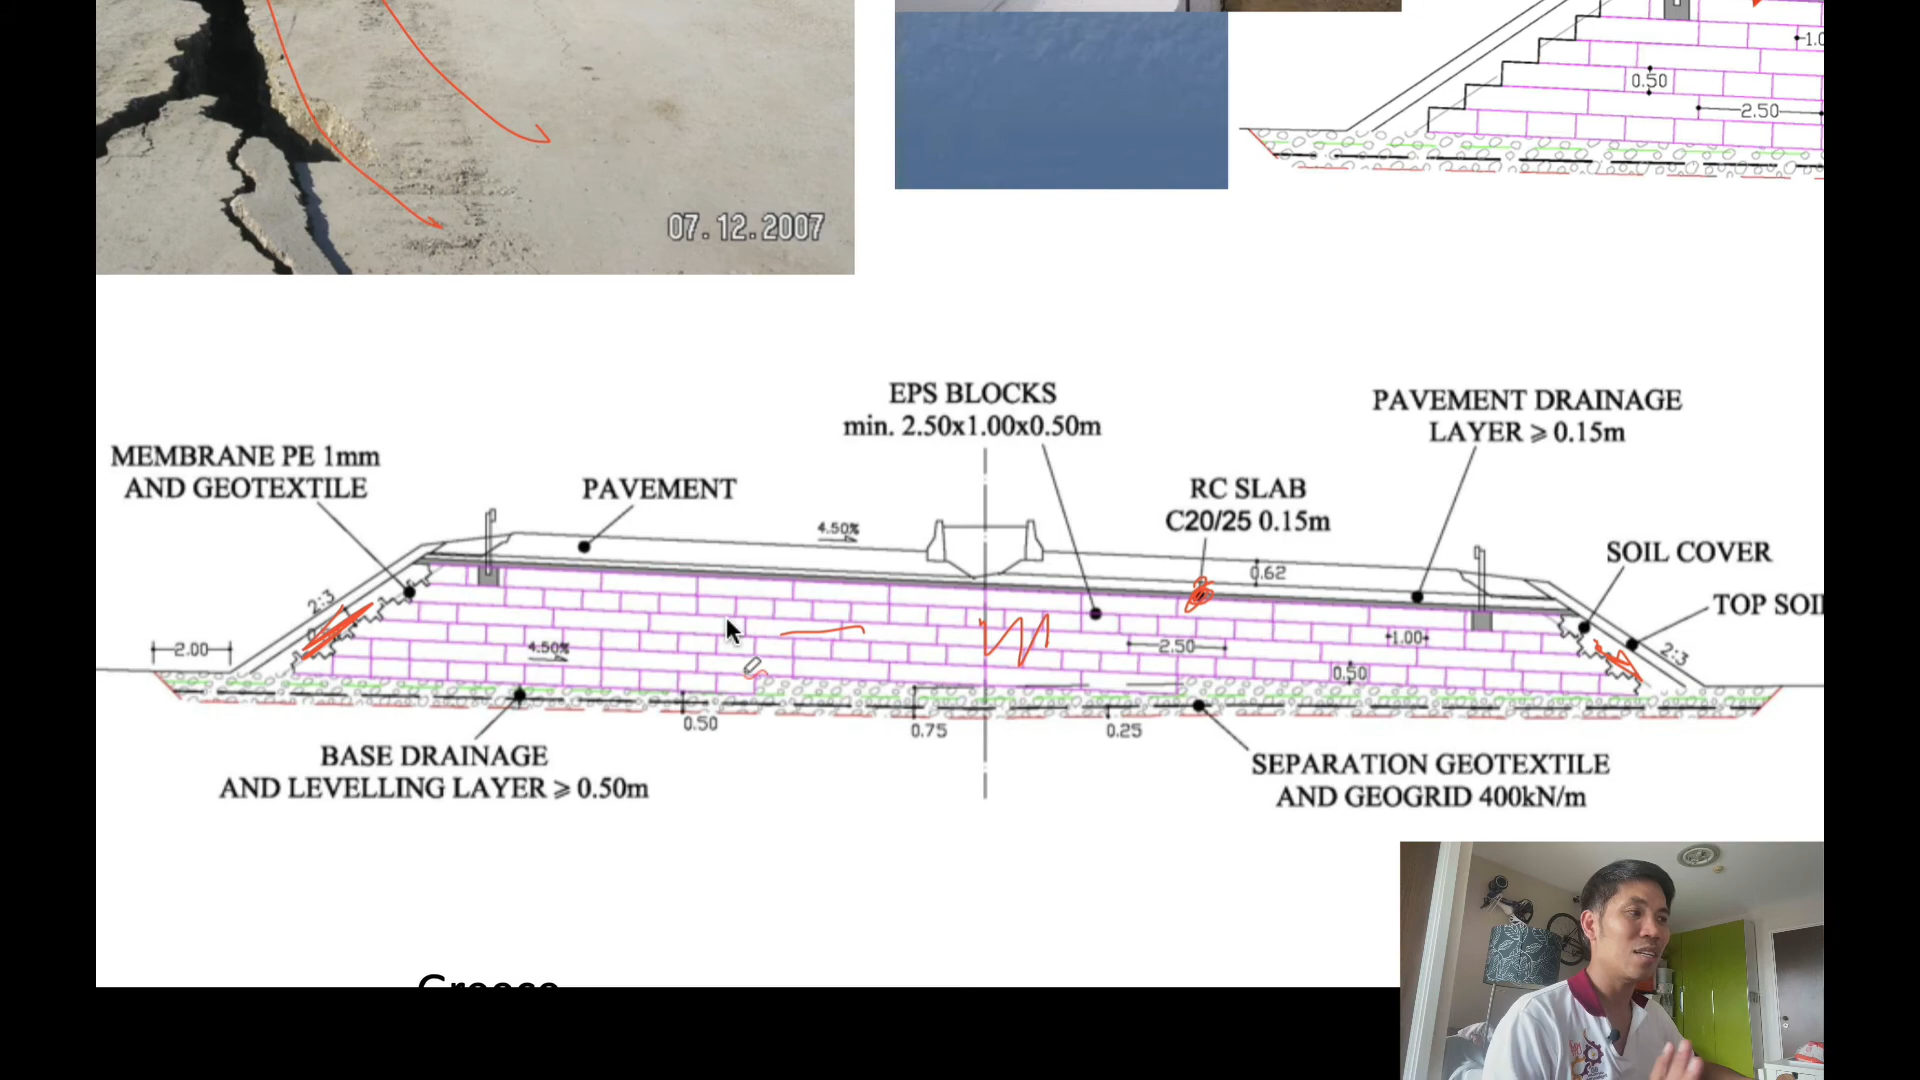 1.0
0.50
2.50
07.12.2007
EPS BLOCKS
min. 2.50x1.00x0.50m
PAVEMENT DRAINAGE
LAYER ⩾ 0.15m
MEMBRANE PE 1mm
AND GEOTEXTILE
PAVEMENT
RC SLAB
C20/25 0.15m
4.50%
0.62
SOIL COVER
TOP SOI
2:3
2.00
4.50%
2.50
1.00
0.50
2:3
0.50
0.75
0.25
BASE DRAINAGE
AND LEVELLING LAYER ⩾ 0.50m
SEPARATION GEOTEXTILE
AND GEOGRID 400kN/m
Greece